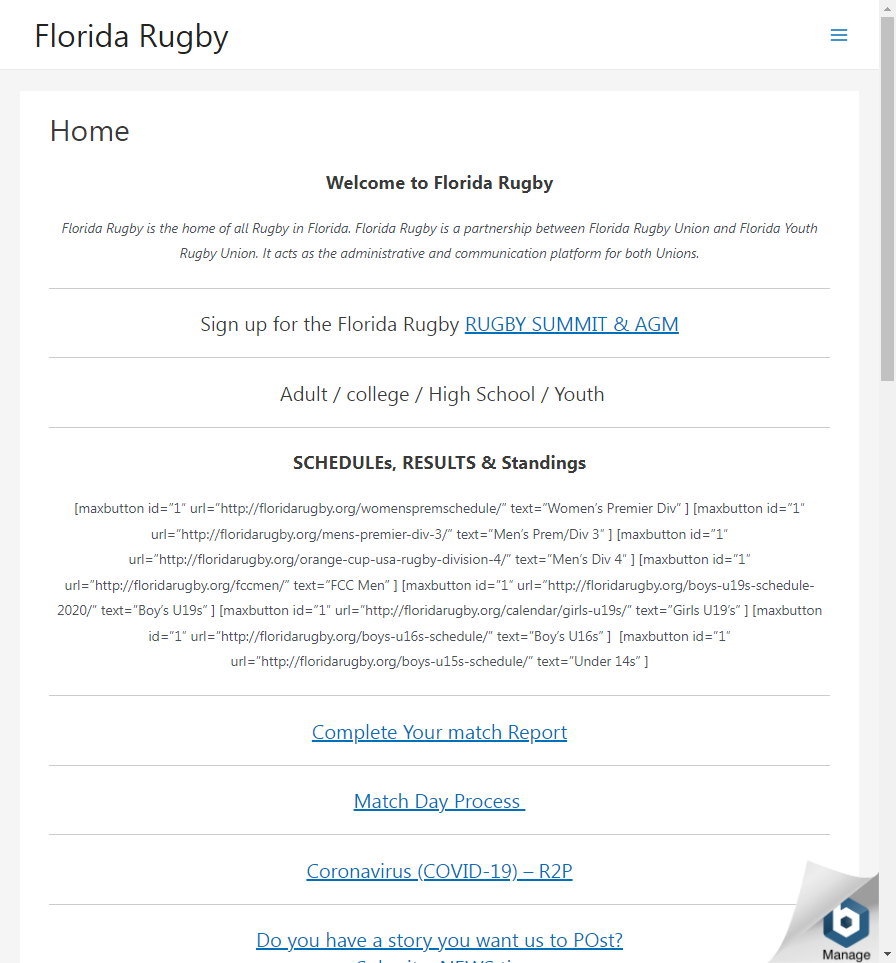 Florida Rugby
Home
Welcome to Florida Rugby
Florida Rugby is the home of all Rugby in Florida. Florida Rugby is a partnership between Florida Rugby Union and Florida Youth
Rugby Union. It acts as the administrative and communication platform for both Unions.
Sign up for the Florida Rugby RUGBY SUMMIT & AGM
Adult / college / High School / Youth
SCHEDULEs, RESULTS & Standings
[maxbutton id="1" url="http://floridarugby.org/womenspremschedule/" text="Women's Premier Div" ] [maxbutton id="1"
url="http://floridarugby.org/mens-premier-div-3/" text="Men's Prem/Div 3" ] [maxbutton id="1"
url="http://floridarugby.org/orange-cup-usa-rugby-division-4/" text="Men's Div 4" ] [maxbutton id="1"
url="http://floridarugby.org/fccmen/" text="FCC Men" ] [maxbutton id="1" url="http://floridarugby.org/boys-u19s-schedule-
2020/" text="Boy's U19s" ] [maxbutton id="1" url="http://floridarugby.org/calendar/girls-u19s/" text="Girls U19's" ] [maxbutton
id="1" url="http://floridarugby.org/boys-u16s-schedule/" text="Boy's U16s" ]  [maxbutton id="1"
url="http://floridarugby.org/boys-u15s-schedule/" text="Under 14s" ]
Complete Your match Report
Match Day Process
Coronavirus (COVID-19) – R2P
Do you have a story you want us to POst?
Manage